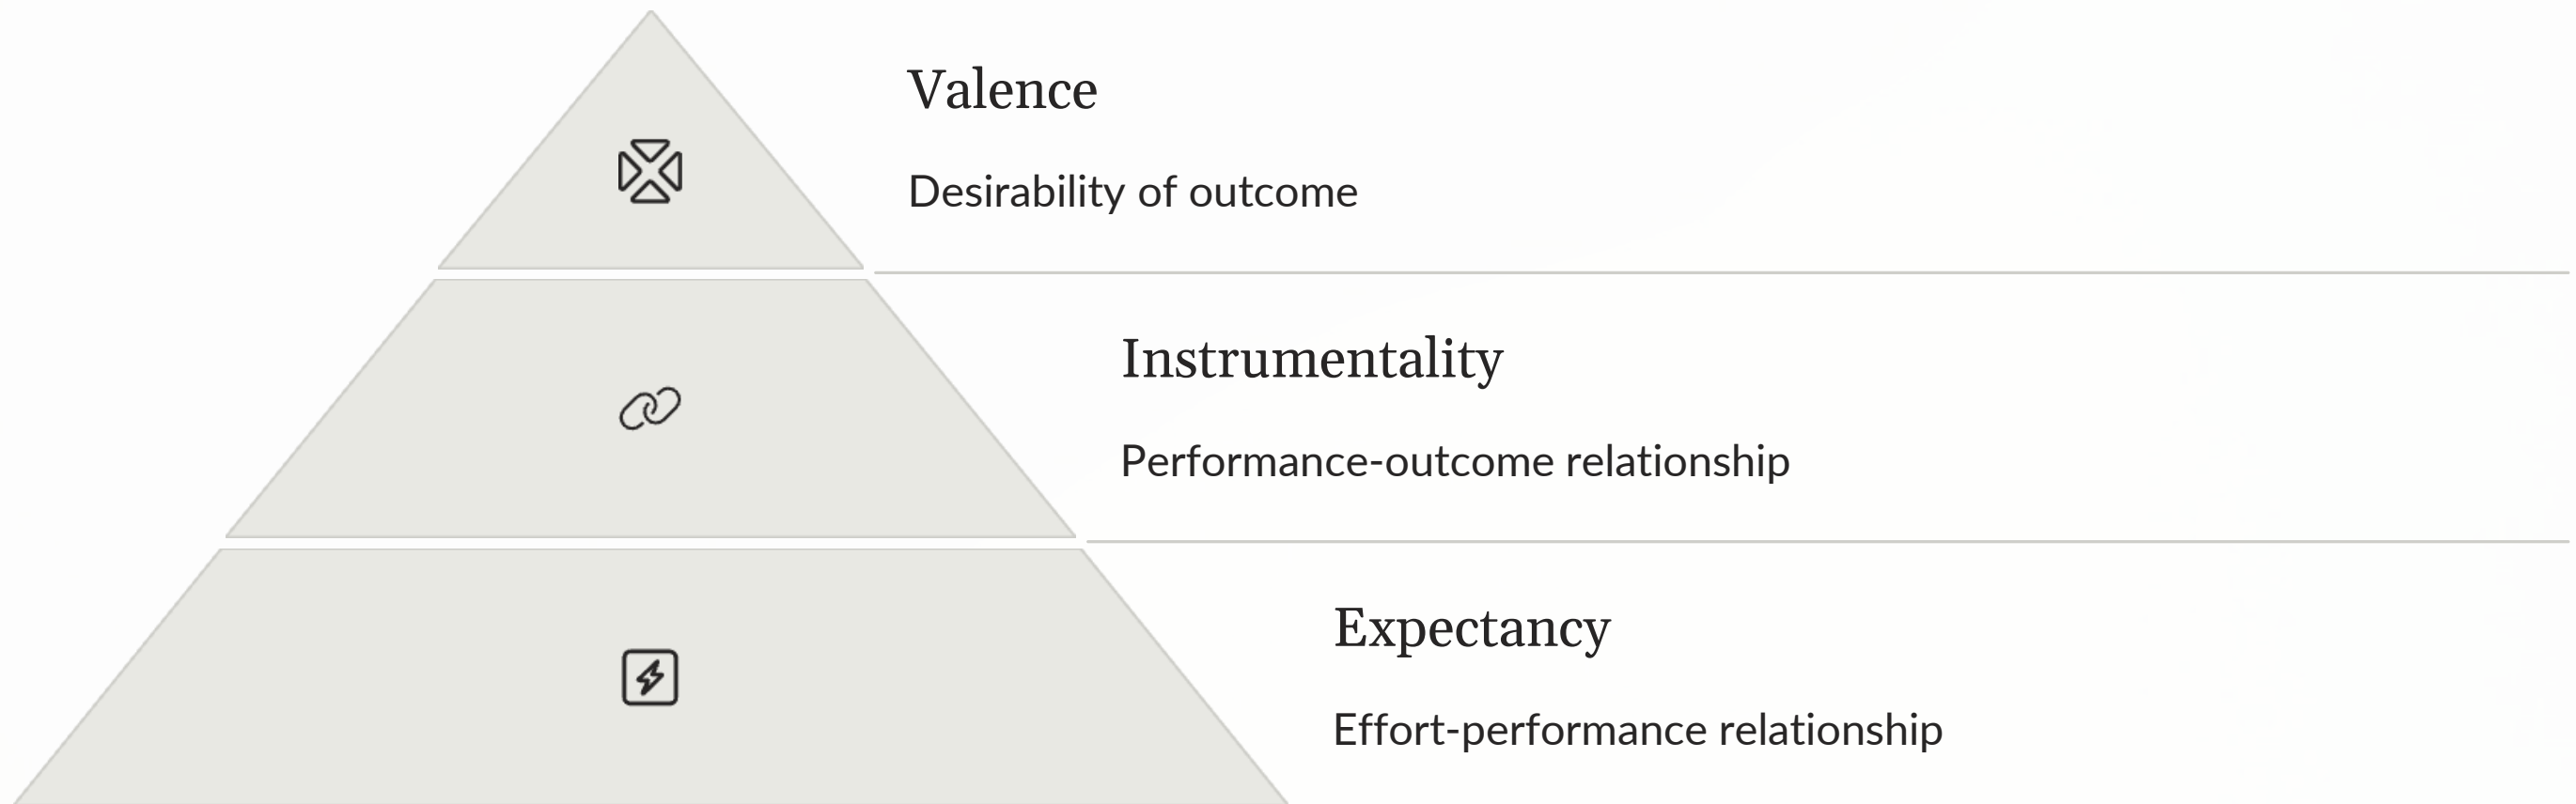 Valence
Desirability of outcome
Instrumentality
Performance-outcome relationship
Expectancy
Effort-performance relationship